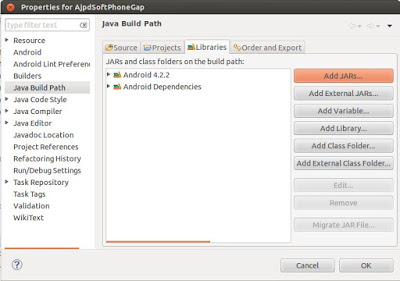 Properties for AjpdSoftPhoneGap
type filter text
Resource
Android
Android Lint Preference
Builders
Java Build Path
Java Code Style
Java Compiler
Java Editor
Javadoc Location
Project References
Refactoring History
Run/Debug Settings
Task Repository
Task Tags
Validation
WikiText
Java Build Path
Source
Projects
Libraries
Order and Export
JARs and class folders on the build path:
Android 4.2.2
Android Dependencies
Add JARs...
Add External JARs...
Add Variable...
Add Library...
Add Class Folder...
Add External Class Folder...
Edit...
Remove
Migrate JAR File...
Cancel
OK